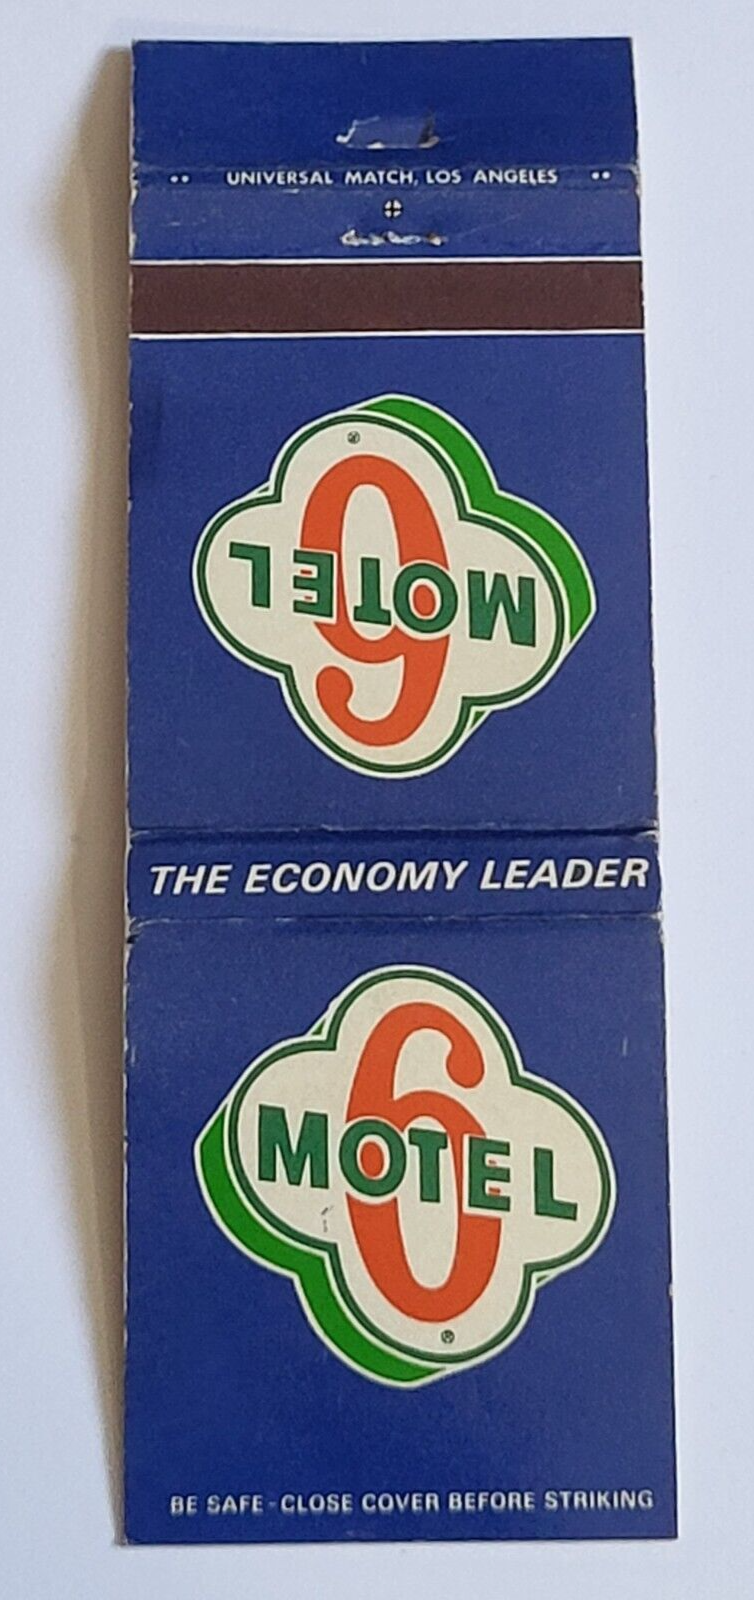 UNIVERSAL MATCH, LOS ANGELES
®
6
MOTEL
THE ECONOMY LEADER
6
MOTEL
®
BE SAFE - CLOSE COVER BEFORE STRIKING